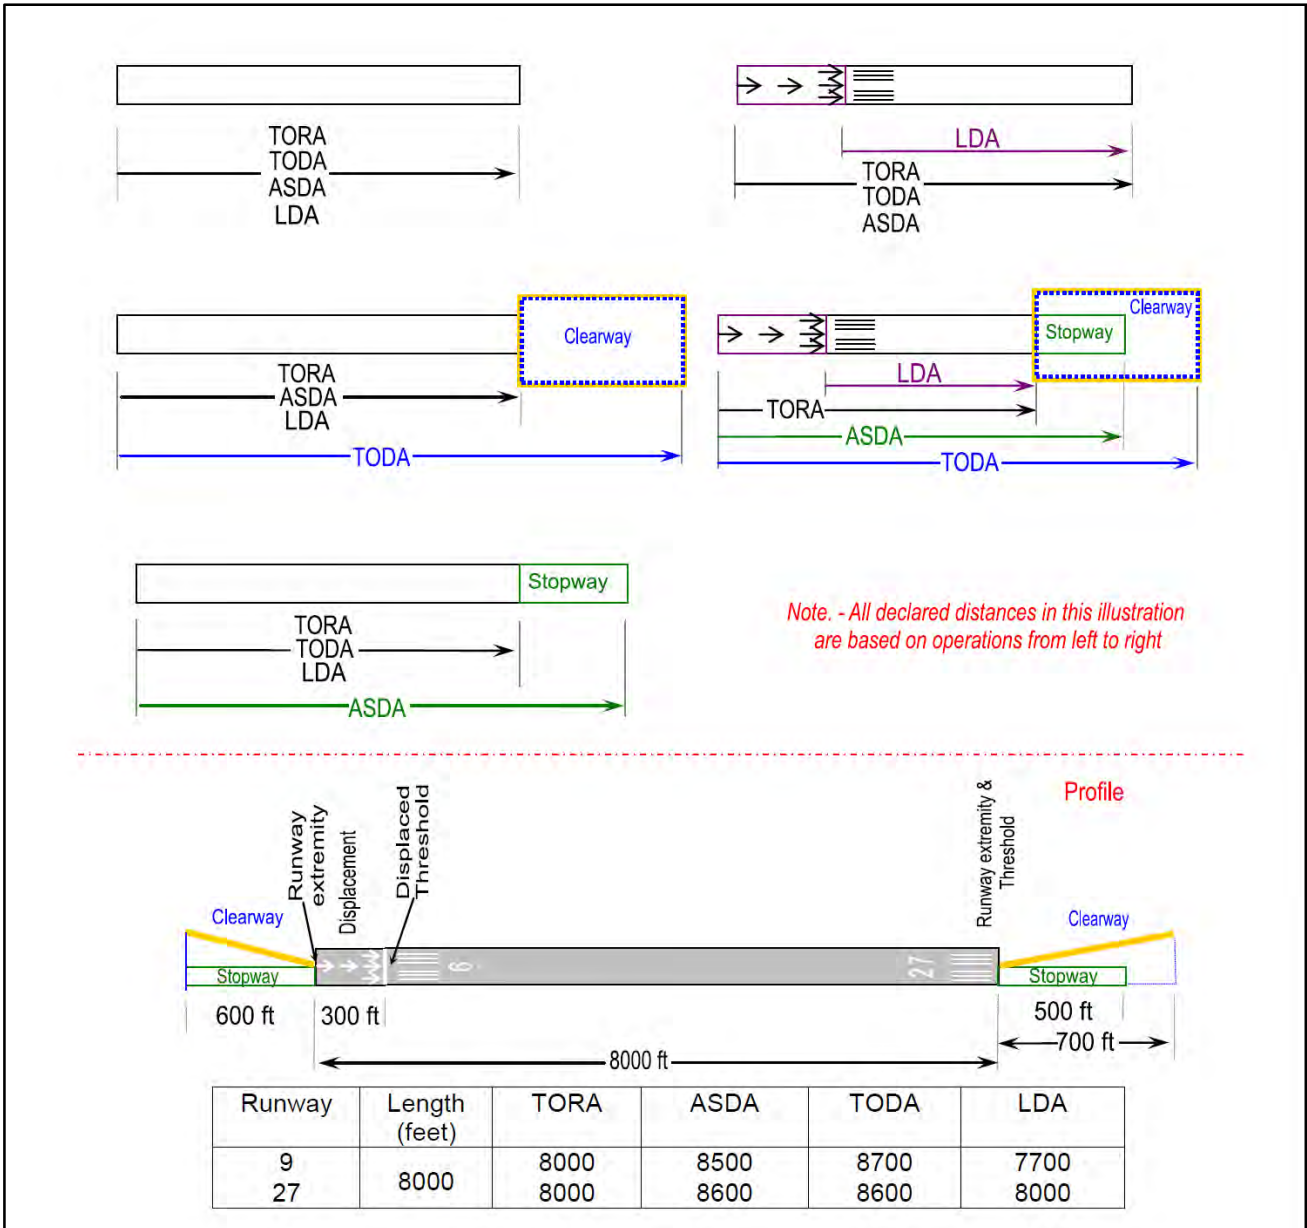 TORA
TODA
ASDA
LDA
LDA
TORA
TODA
ASDA
Clearway
TORA
ASDA
LDA
TODA
Clearway
Stopway
LDA
TORA
ASDA
TODA
Stopway
TORA
TODA
LDA
ASDA
Note. - All declared distances in this illustration
are based on operations from left to right
Profile
Runway
extremity
Displacement
Displaced
Threshold
Runway extremity &
Threshold
Clearway
Clearway
Stopway
9
27
Stopway
600 ft
300 ft
500 ft
700 ft
8000 ft
Runway Length (feet) TORA ASDA TODA LDA
9 8000 8000 8500 8700 7700
27 8000 8600 8600 8000